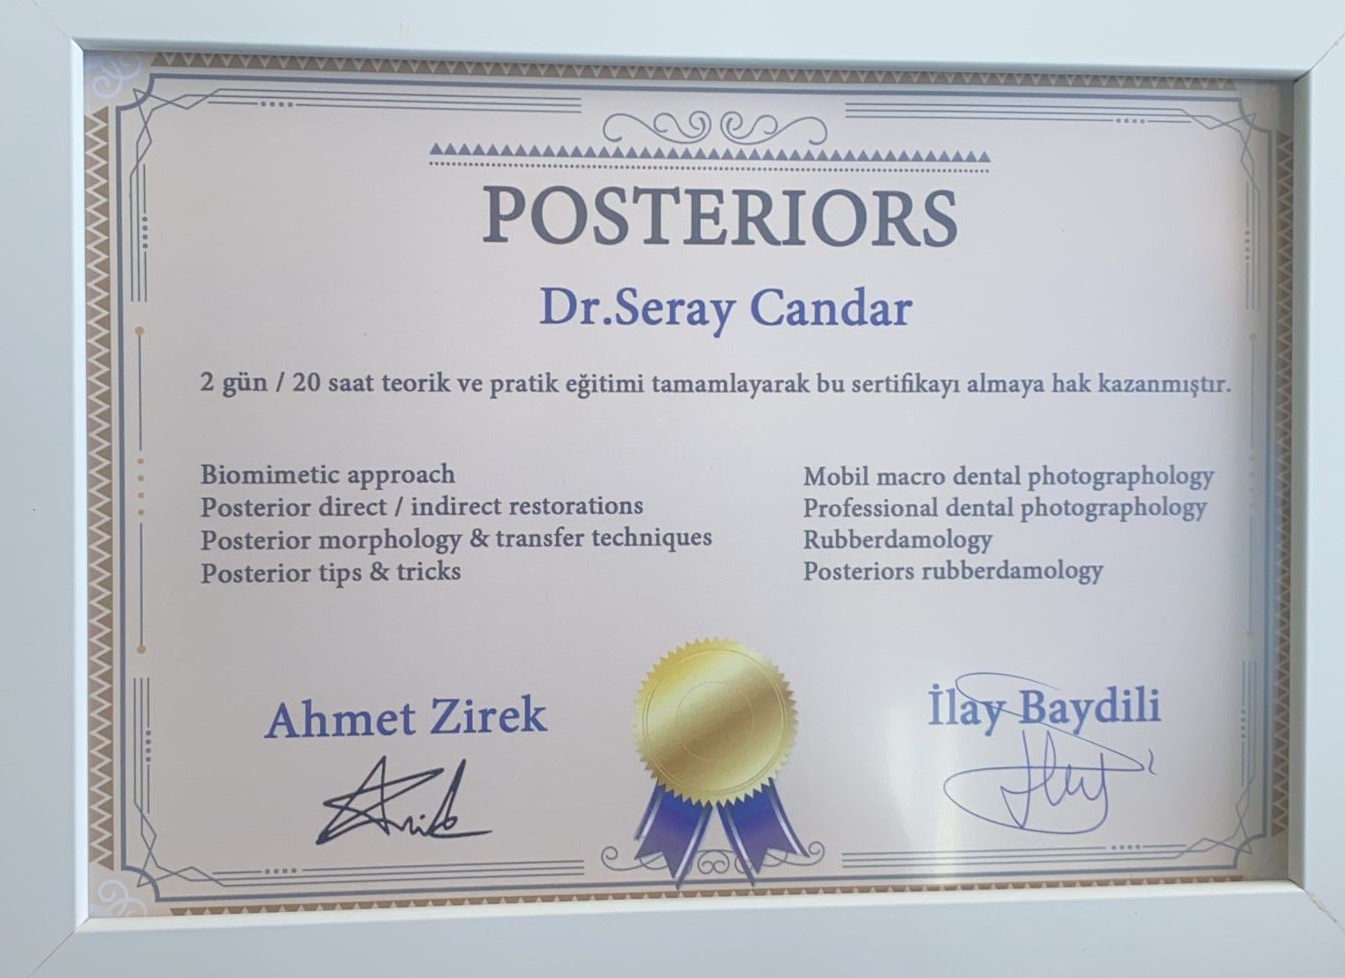 POSTERIORS
Dr.Seray Candar
2 gün / 20 saat teorik ve pratik eğitimi tamamlayarak bu sertifikayı almaya hak kazanmıştır.
Biomimetic approach
Posterior direct / indirect restorations
Posterior morphology & transfer techniques
Posterior tips & tricks
Mobil macro dental photographology
Professional dental photographology
Rubberdamology
Posteriors rubberdamology
Ahmet Zirek
İlay Baydili